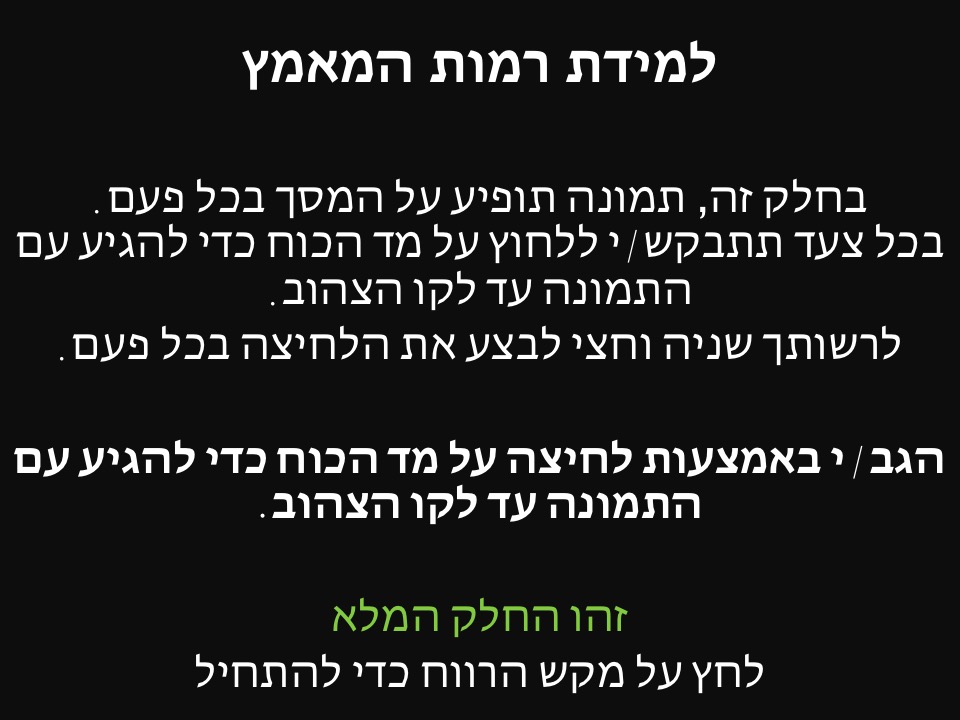 למידת רמות המאמץ
בחלק זה, תמונה תופיע על המסך בכל פעם.
בכל צעד תתבקש/י ללחוץ על מד הכוח כדי להגיע עם
התמונה עד לקו הצהוב.
לרשותך שניה וחצי לבצע את הלחיצה בכל פעם.
הגב/י באמצעות לחיצה על מד הכוח כדי להגיע עם
התמונה עד לקו הצהוב.
זהו החלק המלא
לחץ על מקש הרווח כדי להתחיל